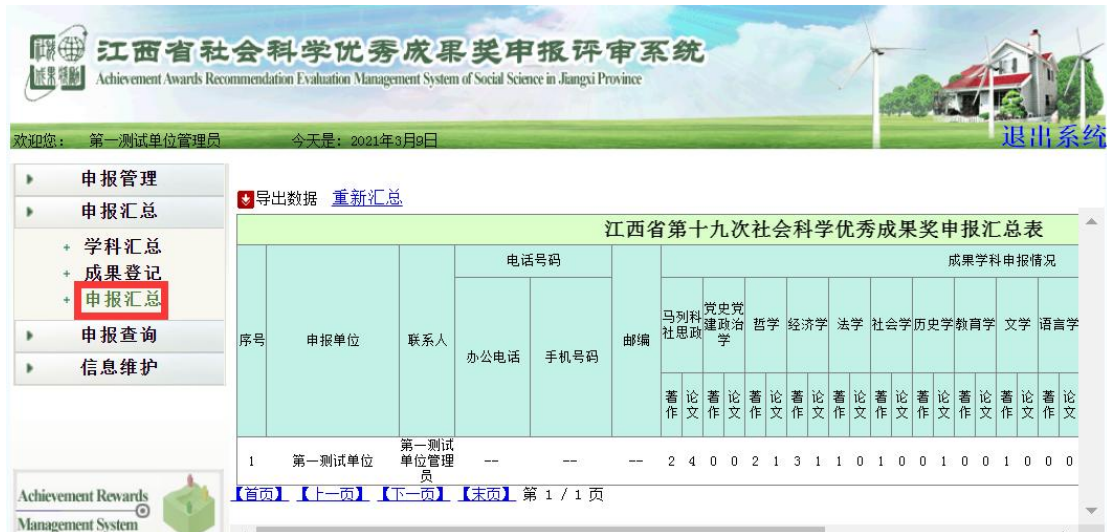 社科
成果奖励
江西省社会科学优秀成果奖申报评审系统
Achievement Awards Recommendation Evaluation Management System of Social Science in Jiangxi Province
欢迎您： 第一测试单位管理员 今天是：2021年3月9日 退出系统
申报管理
申报汇总
学科汇总
成果登记
申报汇总
申报查询
信息维护
导出数据 重新汇总
江西省第十九次社会科学优秀成果奖申报汇总表
序号 申报单位 联系人 电话号码 邮编 成果学科申报情况
办公电话 手机号码
马列科社思政 党史党建政治学 哲学 经济学 法学 社会学 历史学 教育学 文学 语言学
著作 论文 著作 论文 著作 论文 著作 论文 著作 论文 著作 论文 著作 论文 著作 论文 著作 论文 著作 论文
1 第一测试单位 第一测试单位管理员 -- -- -- 2 4 0 0 2 1 3 1 1 0 1 0 0 1 0 0 1 0 0 0
【首页】 【上一页】 【下一页】 【末页】 第 1 / 1 页
Achievement Rewards
Management System